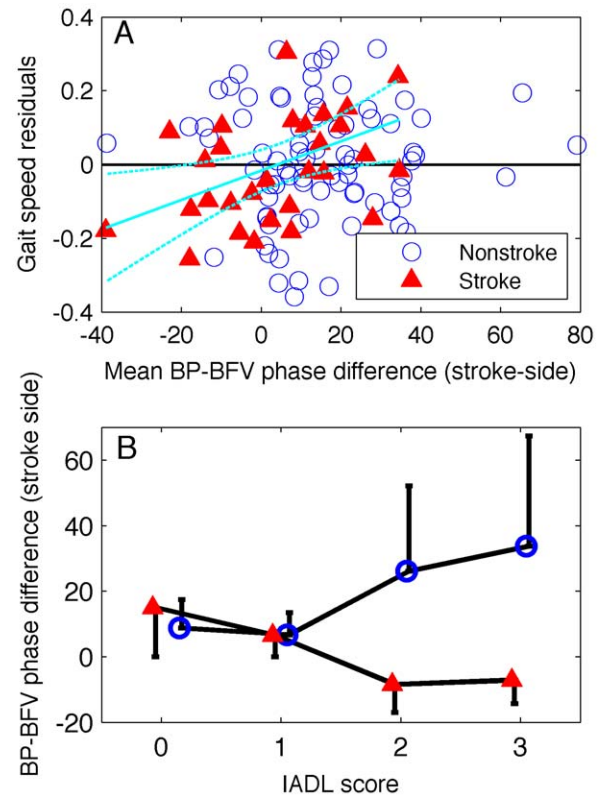 A
0.4
0.2
0
-0.2
-0.4
Gait speed residuals
Nonstroke
Stroke
-40 -20 0 20 40 60 80
Mean BP-BFV phase difference (stroke-side)
B
60
40
20
0
-20
BP-BFV phase difference (stroke side)
0 1 2 3
IADL score